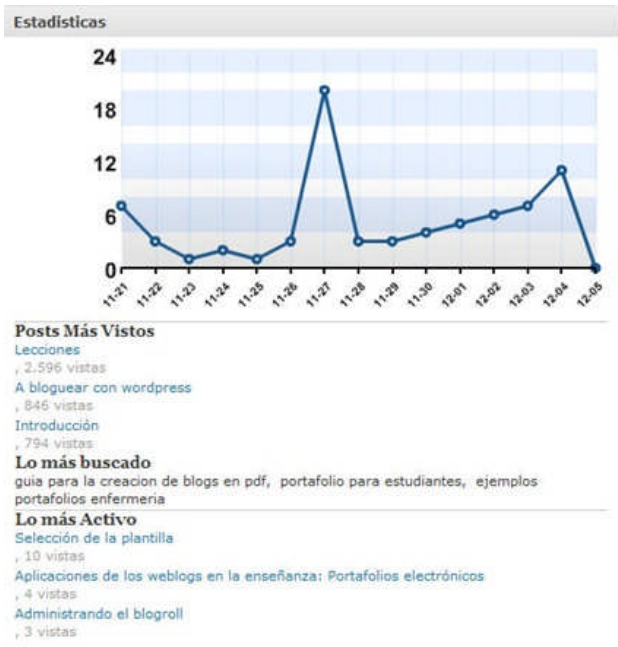 Estadisticas
24
18
12
6
0
11-21 11-22 11-23 11-24 11-25 11-26 11-27 11-28 11-29 11-30 12-01 12-02 12-03 12-04 12-05
Posts Más Vistos
Lecciones
, 2.596 vistas
A bloguear con wordpress
, 846 vistas
Introducción
, 794 vistas
Lo más buscado
guia para la creacion de blogs en pdf, portafolio para estudiantes, ejemplos
portafolios enfermeria
Lo más Activo
Selección de la plantilla
, 10 vistas
Aplicaciones de los weblogs en la enseñanza: Portafolios electrónicos
, 4 vistas
Administrando el blogroll
, 3 vistas